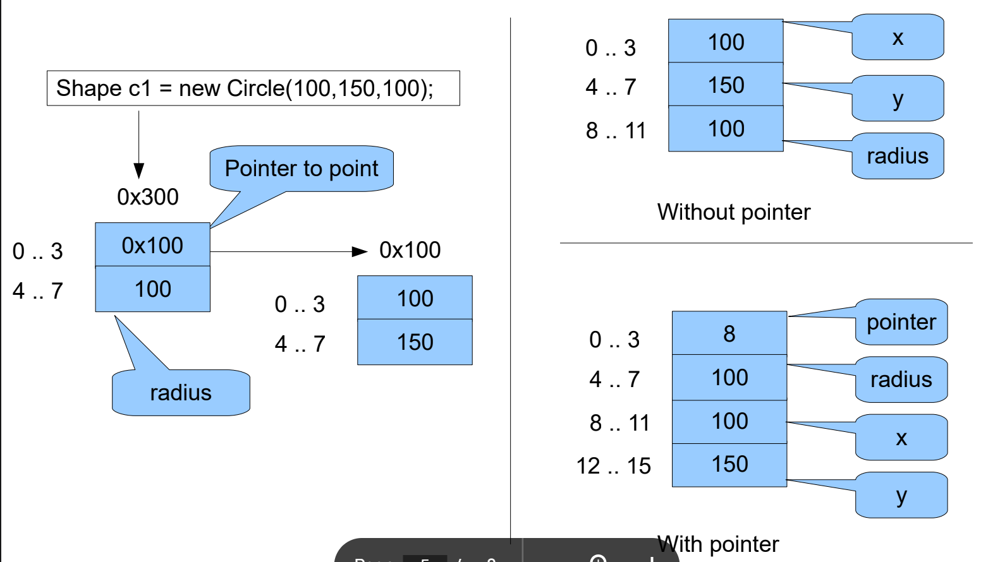 Shape c1 = new Circle(100,150,100);
Pointer to point
0x300
0 .. 3
0x100
4 .. 7
100
radius
0x100
0 .. 3
100
4 .. 7
150
0 .. 3
100
x
4 .. 7
150
y
8 .. 11
100
radius
Without pointer
0 .. 3
8
pointer
4 .. 7
100
radius
8 .. 11
100
x
12 .. 15
150
y
With pointer